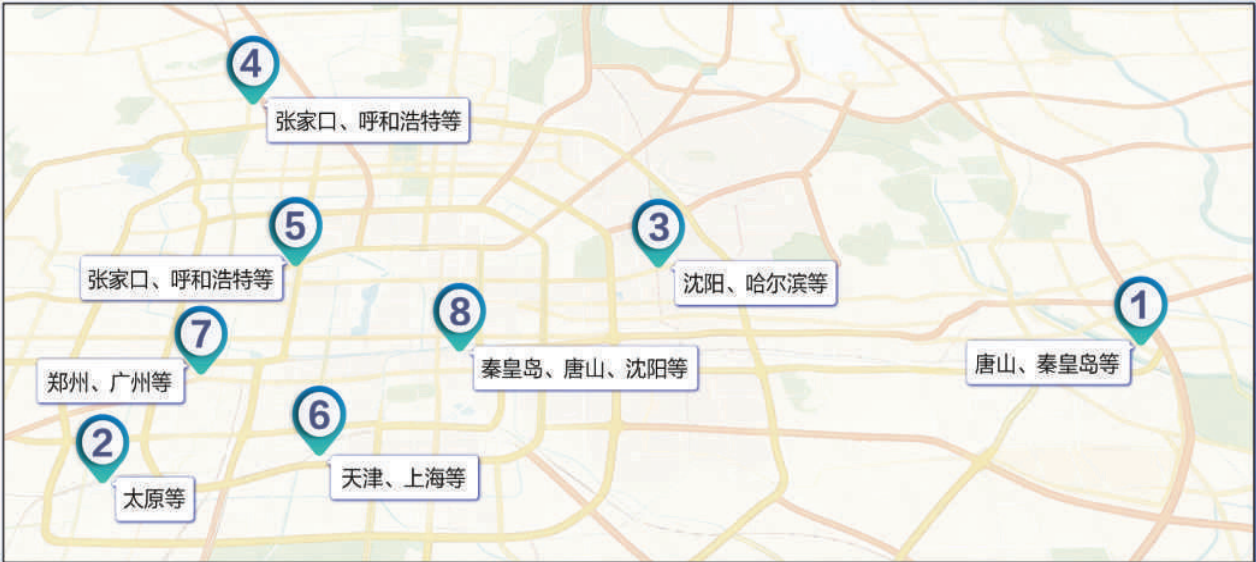 4
张家口、呼和浩特等
5
张家口、呼和浩特等
3
沈阳、哈尔滨等
1
唐山、秦皇岛等
8
秦皇岛、唐山、沈阳等
7
郑州、广州等
6
天津、上海等
2
太原等